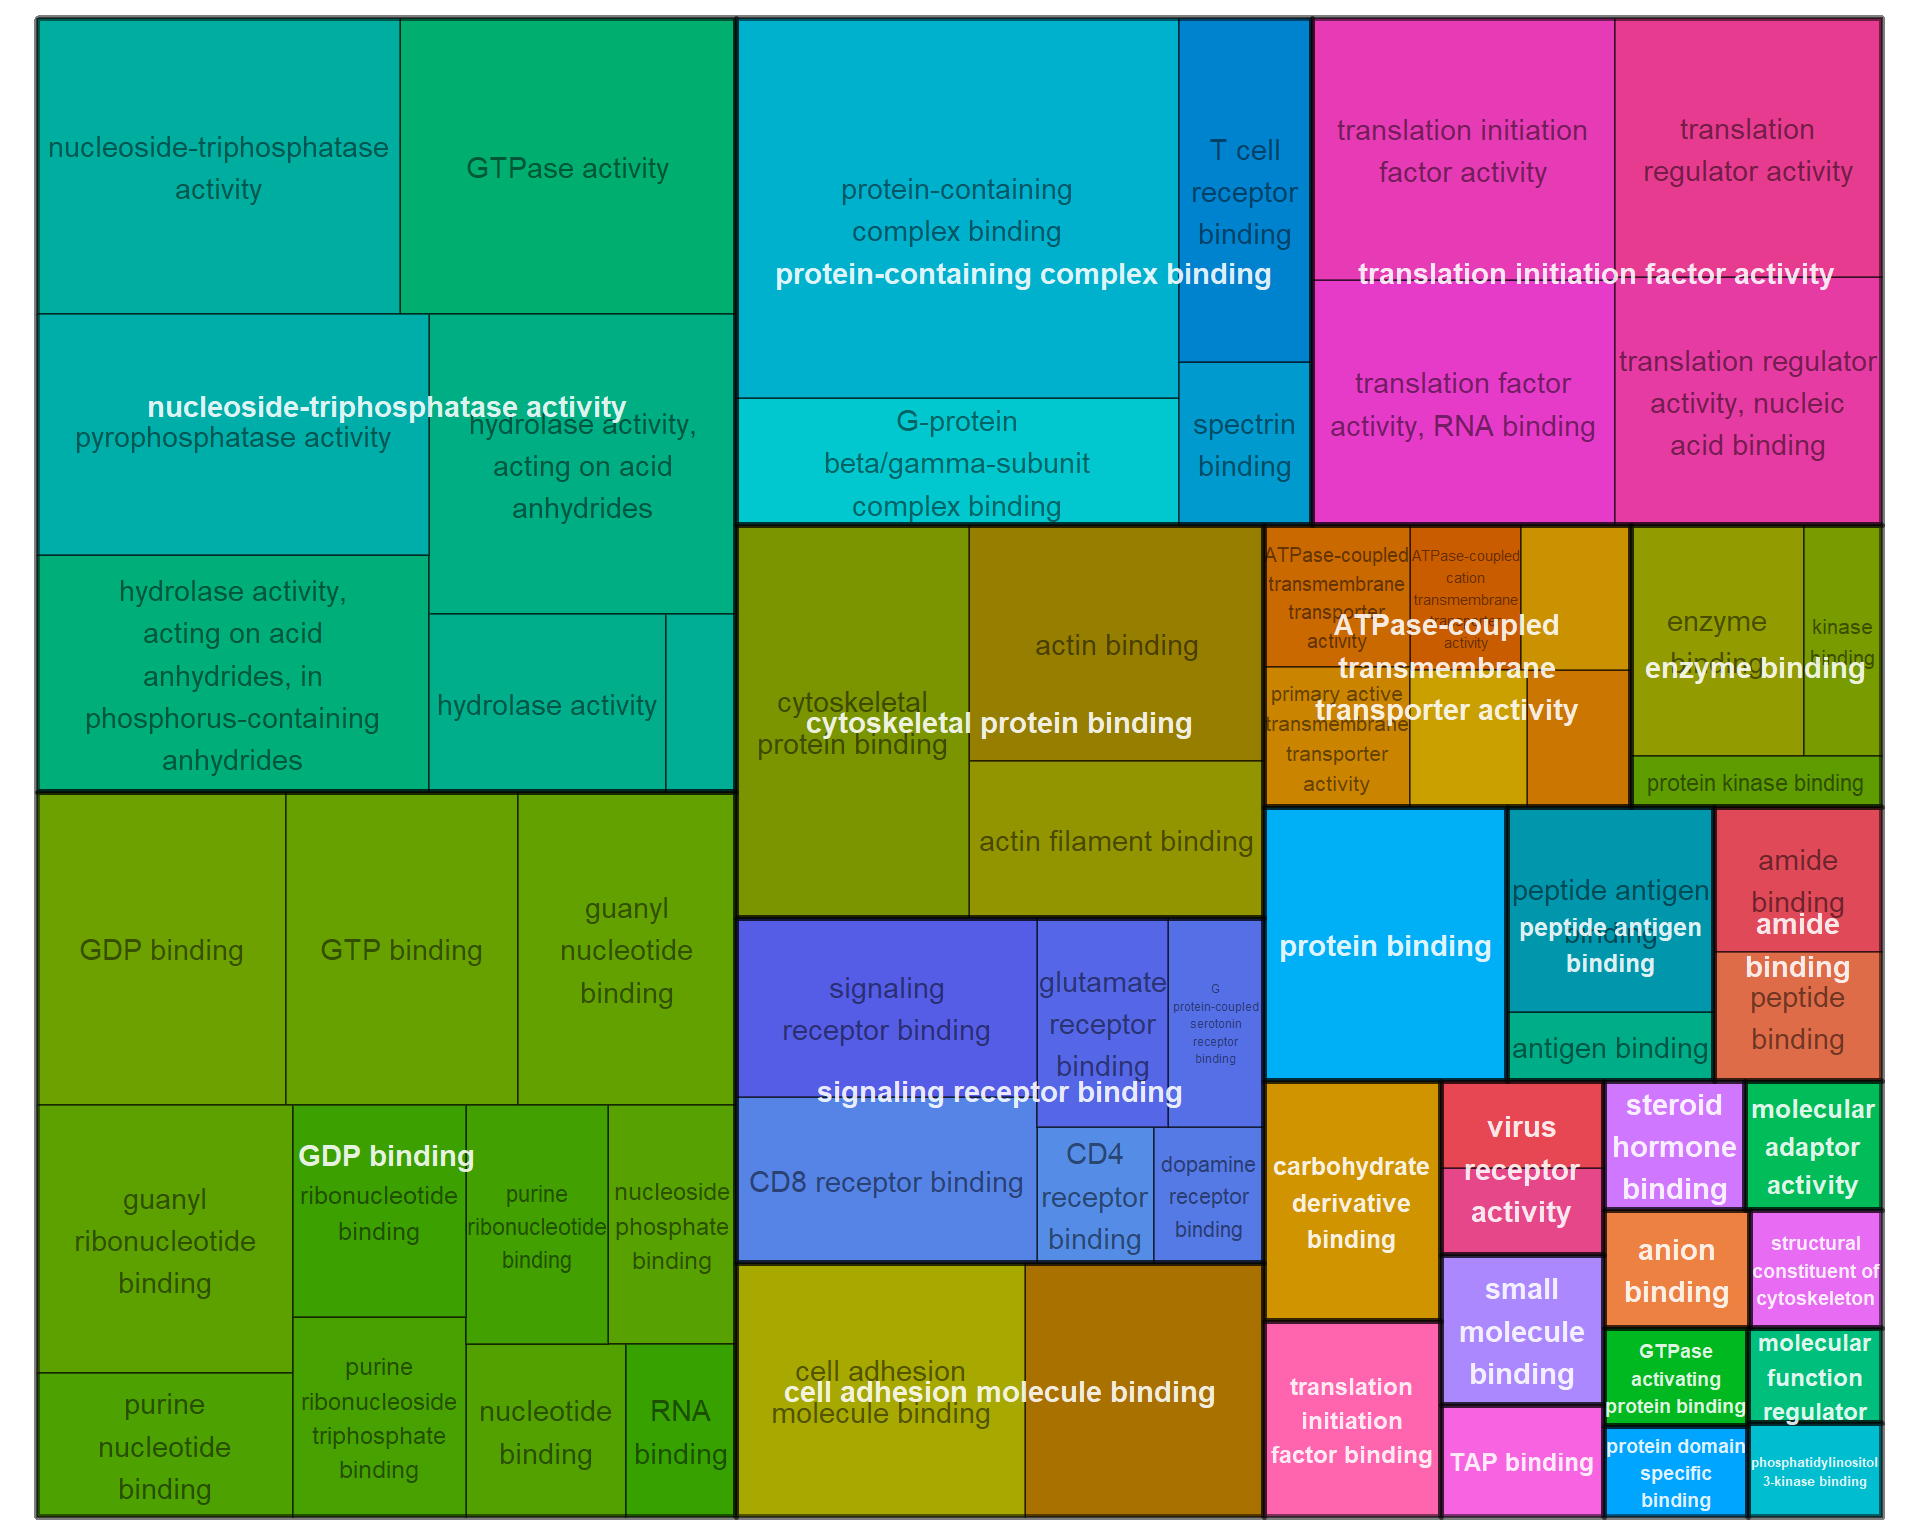 nucleoside-triphosphatase
activity
GTPase activity
nucleoside-triphosphatase activity
pyrophosphatase activity
hydrolase activity,
acting on acid
anhydrides
hydrolase activity,
acting on acid
anhydrides, in
phosphorus-containing
anhydrides
hydrolase activity
protein-containing
complex binding
T cell
receptor
binding
protein-containing complex binding
G-protein
beta/gamma-subunit
complex binding
spectrin
binding
translation initiation
factor activity
translation
regulator activity
translation initiation factor activity
translation factor
activity, RNA binding
translation regulator
activity, nucleic
acid binding
cytoskeletal
protein binding
actin binding
cytoskeletal protein binding
actin filament binding
ATPase-coupled
transmembrane
transporter
activity
ATPase-coupled
cation
transmembrane
transporter
activity
ATPase-coupled
transmembrane
transporter activity
primary active
transmembrane
transporter
activity
enzyme
binding
kinase
binding
enzyme binding
protein kinase binding
GDP binding
GTP binding
guanyl
nucleotide
binding
guanyl
ribonucleotide
binding
GDP binding
ribonucleotide
binding
purine
ribonucleotide
binding
nucleoside
phosphate
binding
purine
nucleotide
binding
purine
ribonucleoside
triphosphate
binding
nucleotide
binding
RNA
binding
signaling
receptor binding
glutamate
receptor
binding
G
protein-coupled
serotonin
receptor
binding
signaling receptor binding
CD8 receptor binding
CD4
receptor
binding
dopamine
receptor
binding
cell adhesion
molecule binding
cell adhesion molecule binding
protein binding
peptide antigen
binding
peptide antigen
binding
antigen binding
amide
binding
amide
binding
peptide
binding
carbohydrate
derivative
binding
virus
receptor
activity
steroid
hormone
binding
molecular
adaptor
activity
translation
initiation
factor binding
small
molecule
binding
TAP binding
anion
binding
structural
constituent of
cytoskeleton
GTPase
activating
protein binding
molecular
function
regulator
protein domain
specific
binding
phosphatidylinositol
3-kinase binding